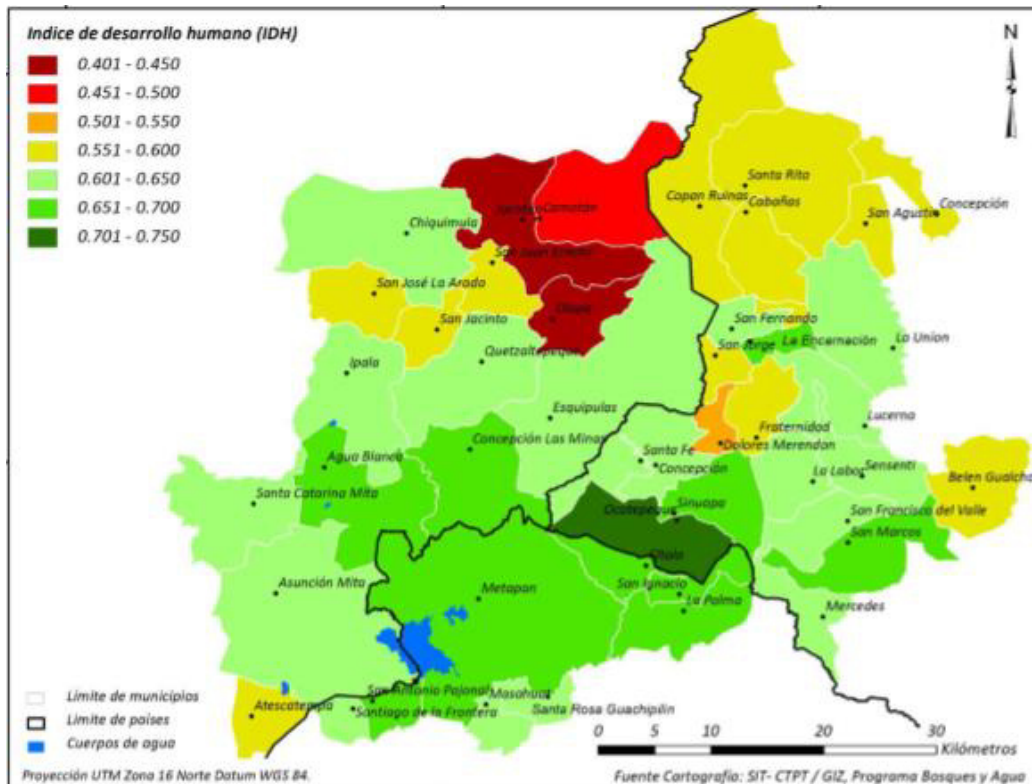 Indice de desarrollo humano (IDH)
0.401 - 0.450
0.451 - 0.500
0.501 - 0.550
0.551 - 0.600
0.601 - 0.650
0.651 - 0.700
0.701 - 0.750
N
Santa Rita
Copan Ruinas
Cabañas
Concepción
San Agustin
Camotán
Chiquimula
San José La Arada
San Jacinto
San Fernando
La Encarnación
San Jorge
La Union
Quetzaltepeque
Ipala
Esquipulas
Lucerna
Fraternidad
Concepción Las Minas
Dolores Merendon
Santa Fe
Concepción
Agua Blanca
La Labor
Sensenti
Belen Gualcho
Santa Catarina Mita
Sinuapa
Ocotepeque
San Francisco del Valle
San Marcos
Citala
Asunción Mita
Metapan
San Ignacio
La Palma
Mercedes
San Antonio Pajonal
Masahuat
Santa Rosa Guachipilin
Atescatempa
Santiago de la Frontera
Limite de municipios
Limite de países
Cuerpos de agua
0 5 10 20 30
Kilómetros
Proyección UTM Zona 16 Norte Datum WGS 84.
Fuente Cartografía: SIT- CTPT / GIZ, Programa Bosques y Agua